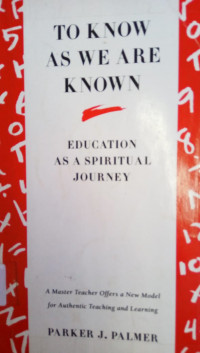 TO KNOW
AS WE ARE
KNOWN
EDUCATION
AS A SPIRITUAL
JOURNEY
A Master Teacher Offers a New Model
for Authentic Teaching and Learning
PARKER J. PALMER